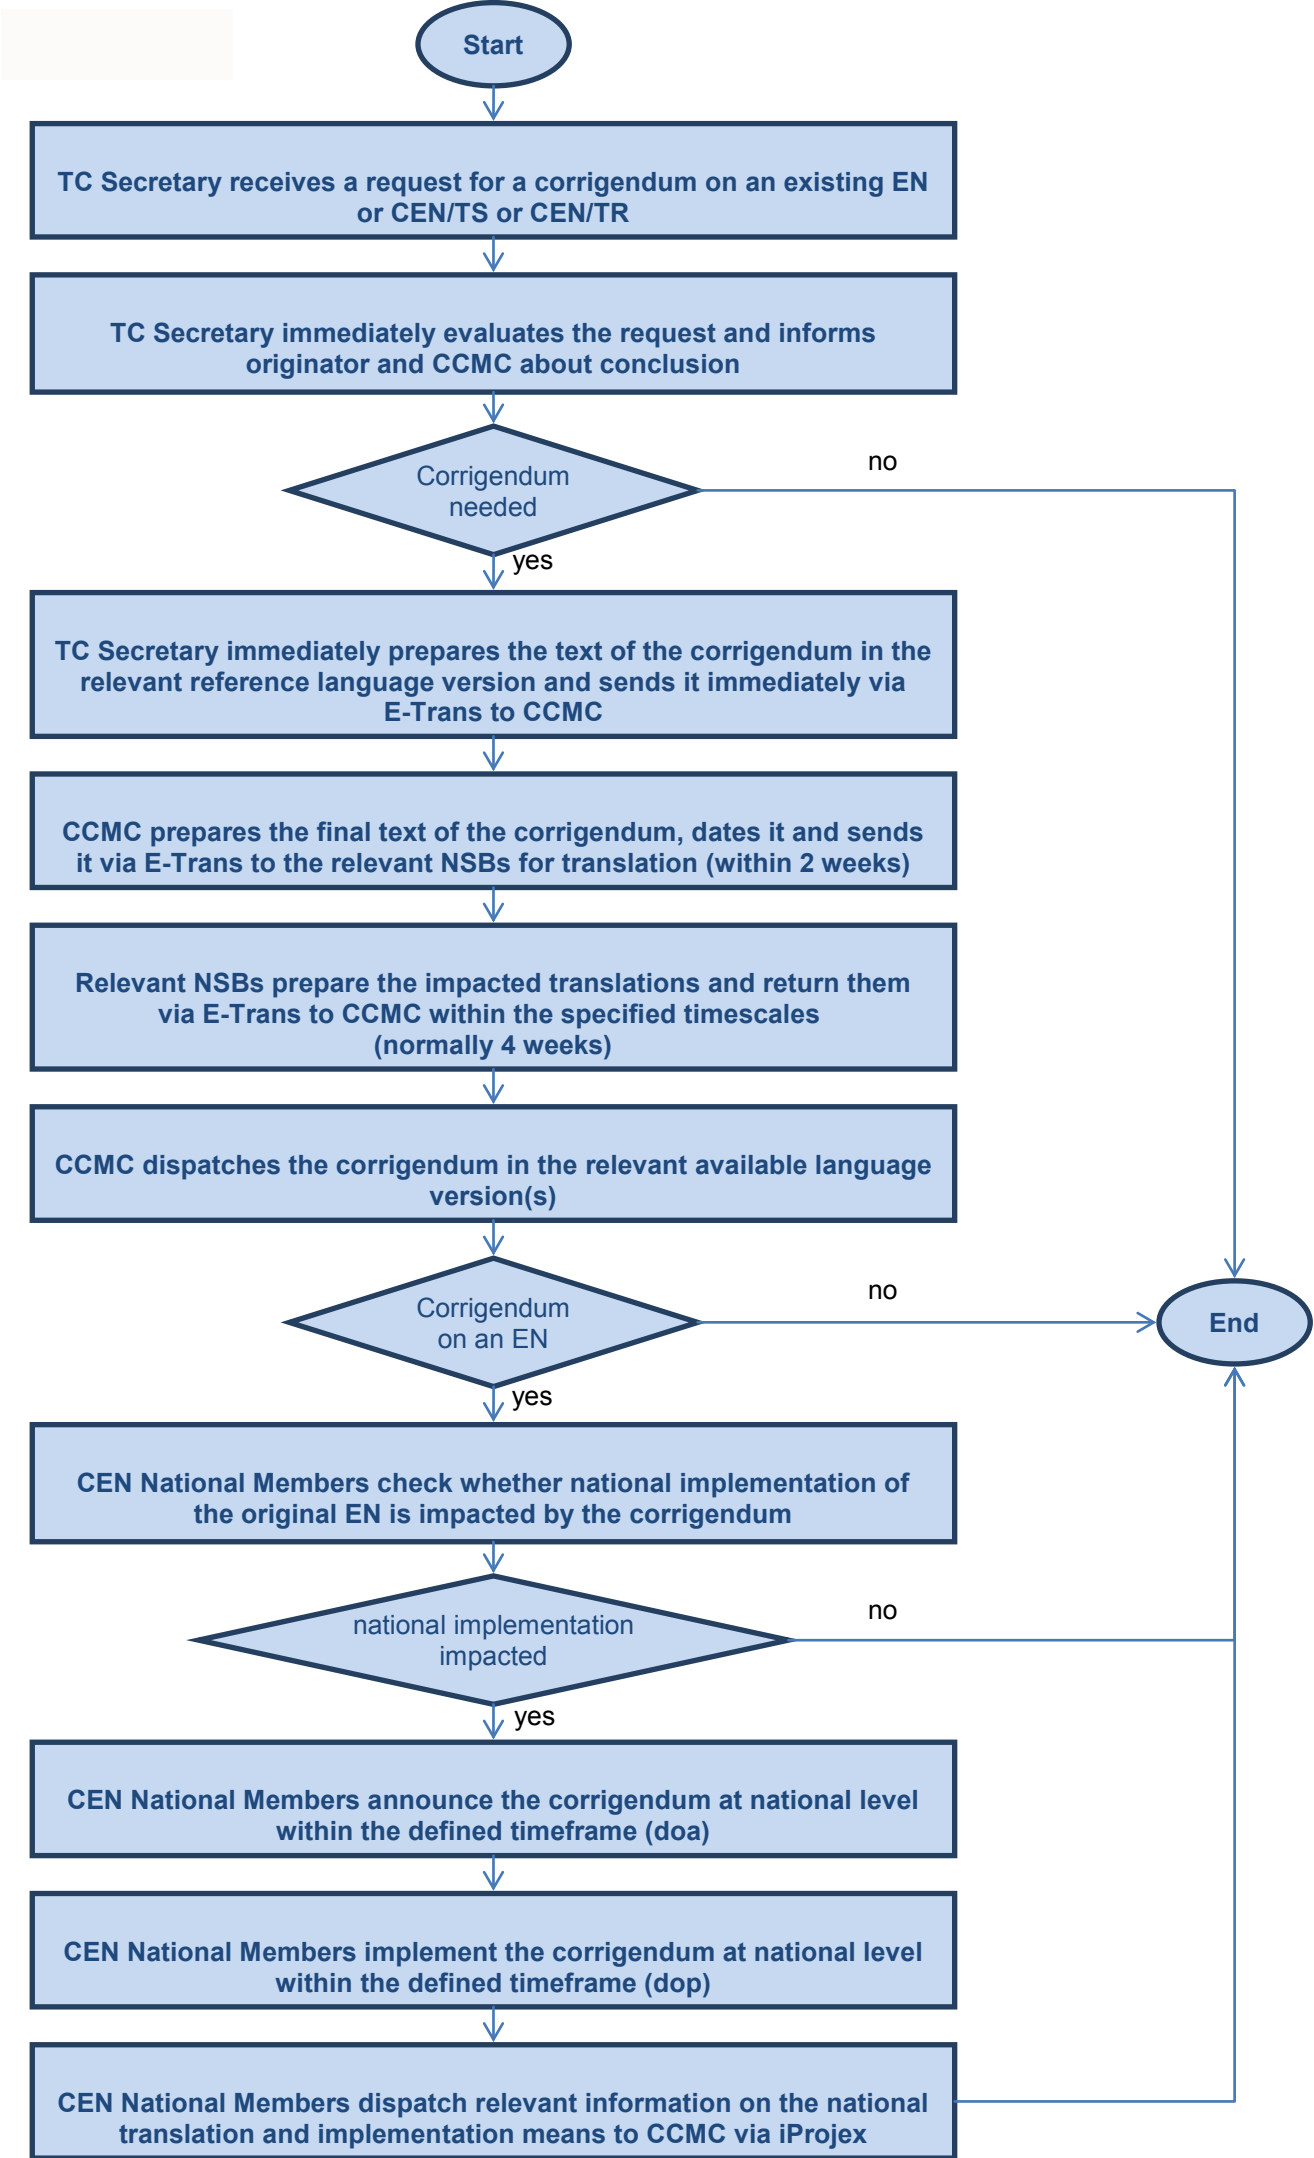 Start
TC Secretary receives a request for a corrigendum on an existing EN
or CEN/TS or CEN/TR
TC Secretary immediately evaluates the request and informs
originator and CCMC about conclusion
Corrigendum
needed
no
yes
TC Secretary immediately prepares the text of the corrigendum in the
relevant reference language version and sends it immediately via
E-Trans to CCMC
CCMC prepares the final text of the corrigendum, dates it and sends
it via E-Trans to the relevant NSBs for translation (within 2 weeks)
Relevant NSBs prepare the impacted translations and return them
via E-Trans to CCMC within the specified timescales
(normally 4 weeks)
CCMC dispatches the corrigendum in the relevant available language
version(s)
Corrigendum
on an EN
no
End
yes
CEN National Members check whether national implementation of
the original EN is impacted by the corrigendum
national implementation
impacted
no
yes
CEN National Members announce the corrigendum at national level
within the defined timeframe (doa)
CEN National Members implement the corrigendum at national level
within the defined timeframe (dop)
CEN National Members dispatch relevant information on the national
translation and implementation means to CCMC via iProjex